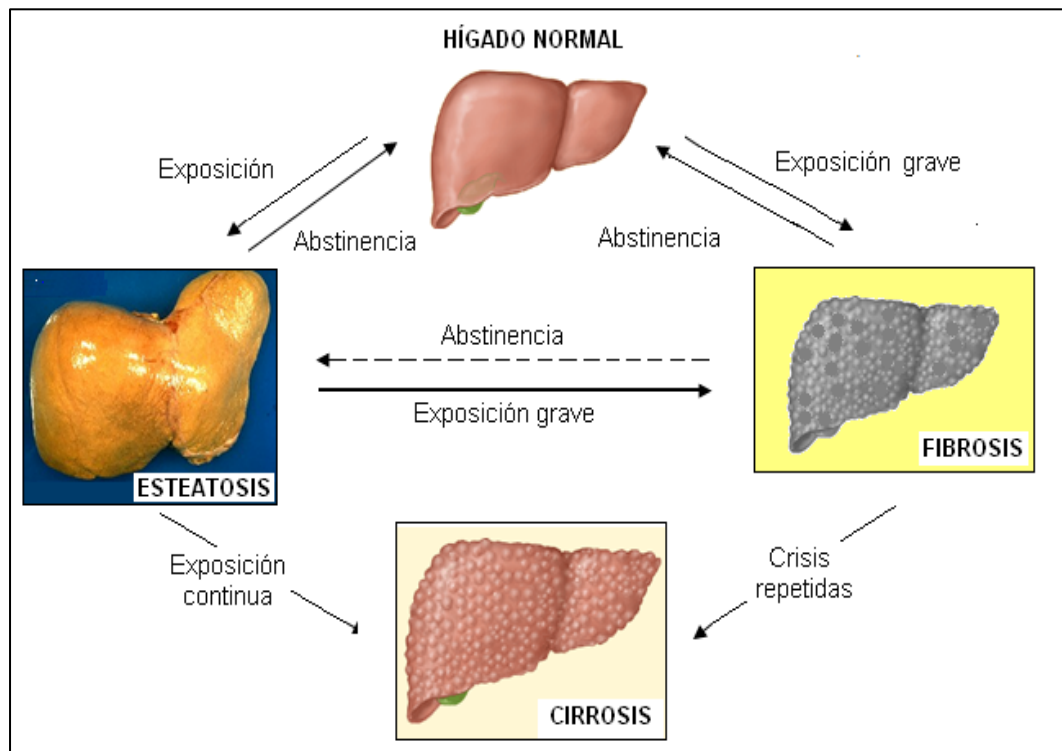 HÍGADO NORMAL
Exposición
Exposición grave
Abstinencia
Abstinencia
Abstinencia
Exposición grave
ESTEATOSIS
FIBROSIS
Exposición
continua
Crisis
repetidas
CIRROSIS